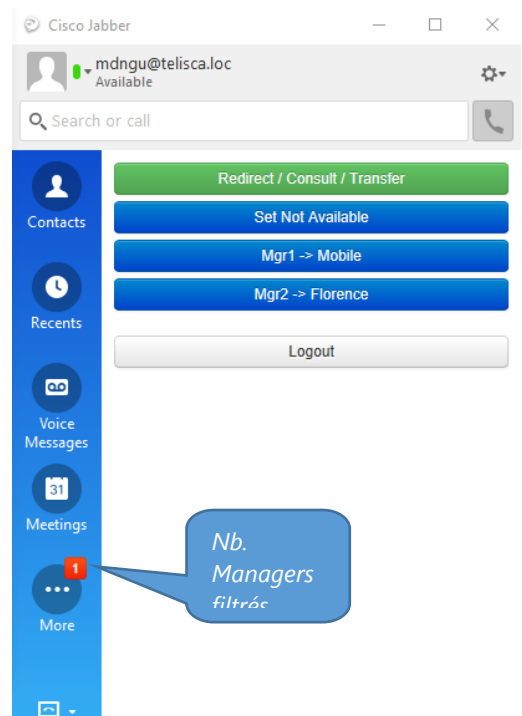 Cisco Jabber
mdngu@telisca.loc
Available
Search or call
Redirect / Consult / Transfer
Set Not Available
Mgr1 -> Mobile
Mgr2 -> Florence
Logout
Contacts
Recents
Voice
Messages
31
Meetings
1
More
Nb.
Managers
filtrés